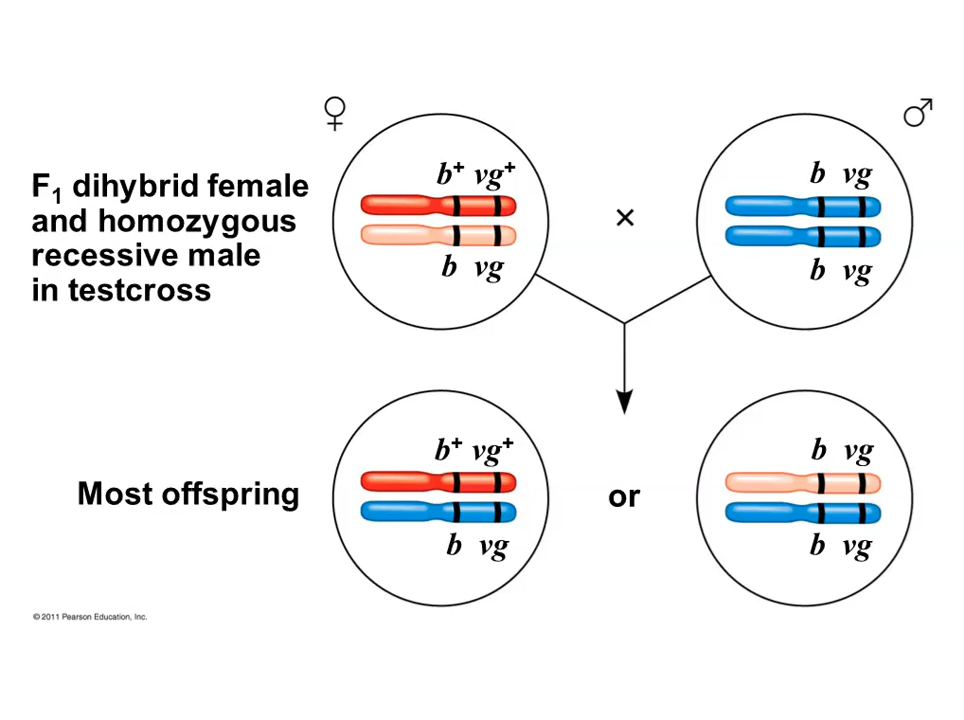 ♀
♂
F₁ dihybrid female
and homozygous
recessive male
in testcross
b⁺ vg⁺
b vg
×
b vg
b vg
Most offspring
b⁺ vg⁺
b vg
or
b vg
b vg
© 2011 Pearson Education, Inc.